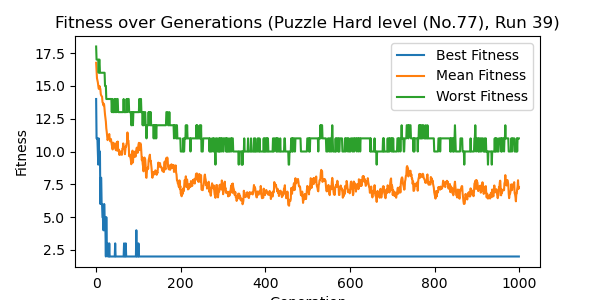 Fitness over Generations (Puzzle Hard level (No.77), Run 39)
17.5
15.0
12.5
10.0
7.5
5.0
2.5
Fitness
Best Fitness
Mean Fitness
Worst Fitness
0
200
400
600
800
1000
Generation